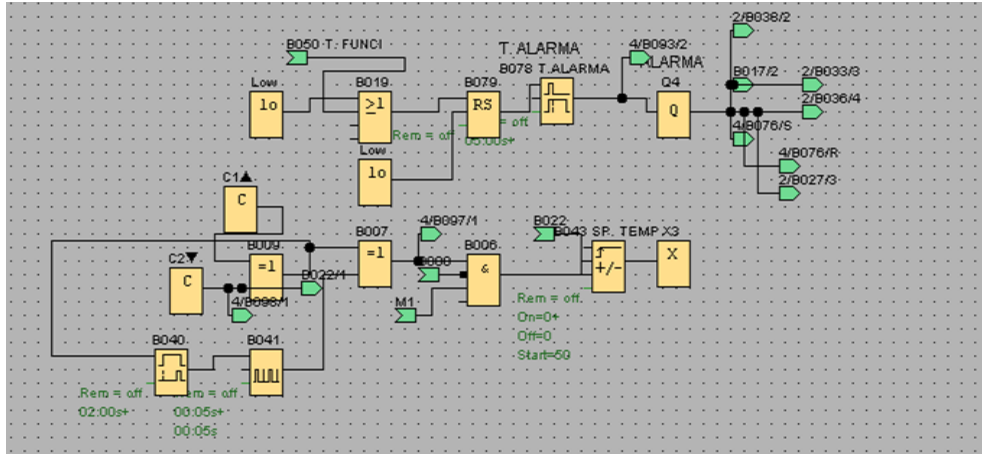 2/B038/2
B050 T. FUNCI
T. ALARMA
4/B093/2
ALARMA
B078 T.ALARMA
B017/2
2/B033/3
Low
B019
B079
Q4
2/B036/4
lo
≥1
RS
Q
Rem = off
= off
05:00s+
4/B076/S
Low
lo
4/B076/R
2/B027/3
C1▲
C
4/B097/1
B022
B009
B007
B006
B043 SP. TEMP.
X3
=1
=1
&
+/-
X
C2▼
C
B022/1
4/B098/1
M1
Rem = off
On=0+
Off=0
Start=50
B040
B041
Rem = off
02:00s+
Rem = off
00:05s+
00:05s